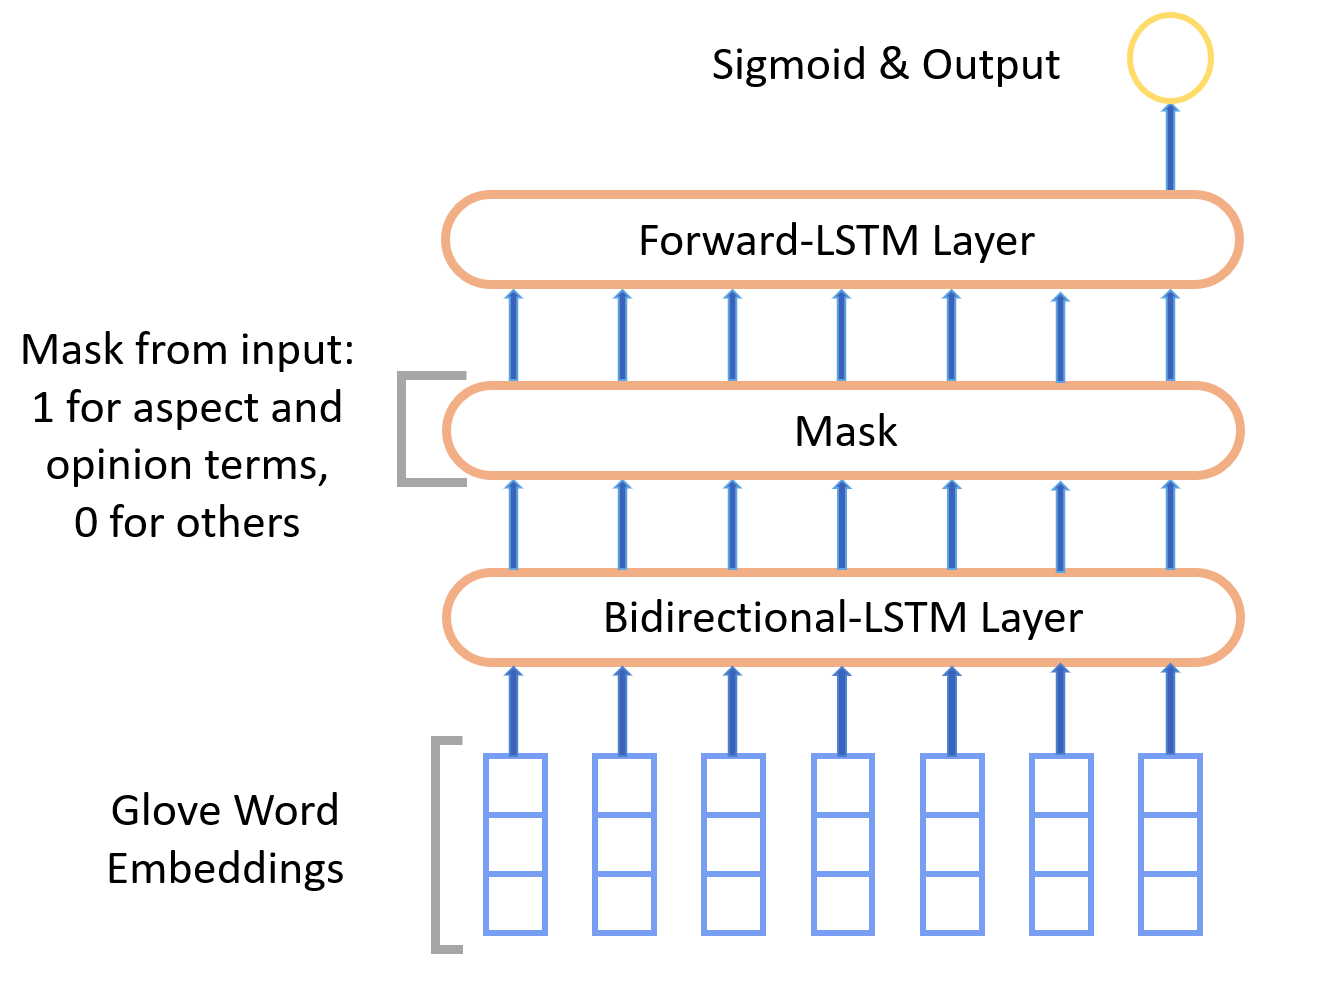 Sigmoid & Output
Forward-LSTM Layer
Mask from input:
1 for aspect and
opinion terms,
0 for others
Mask
Bidirectional-LSTM Layer
Glove Word
Embeddings